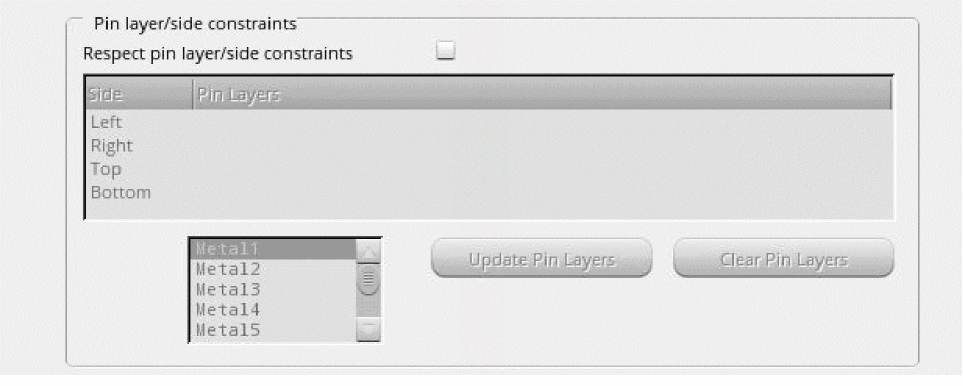 Pin layer/side constraints
Respect pin layer/side constraints
Side Pin Layers
Left
Right
Top
Bottom
Metal1
Metal2
Metal3
Metal4
Metal5
Update Pin Layers Clear Pin Layers